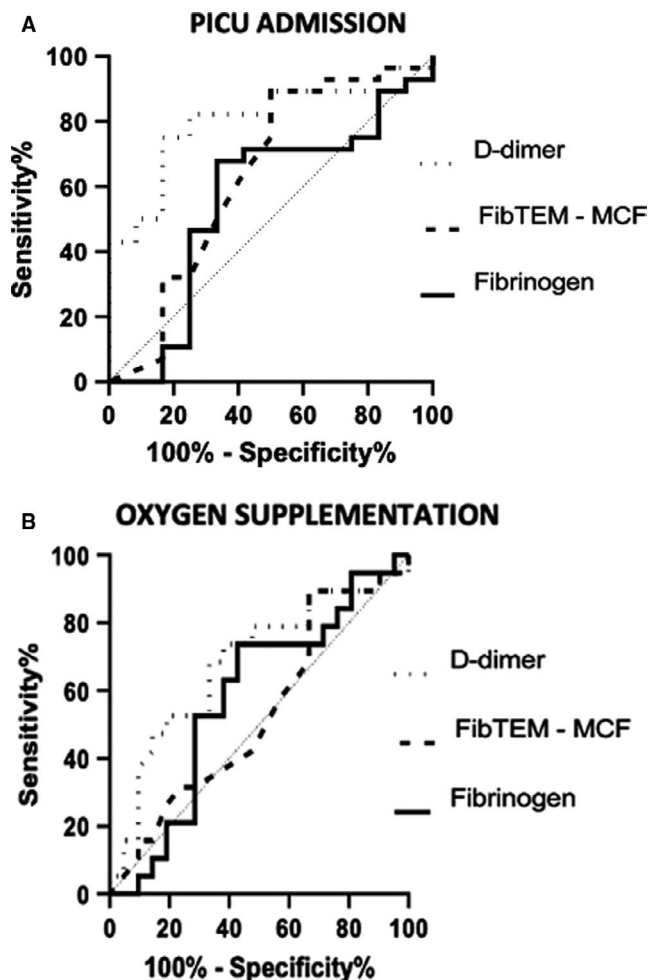 A
PICU ADMISSION
100
80
60
40
20
0
Sensitivity%
D-dimer
FibTEM - MCF
Fibrinogen
0 20 40 60 80 100
100% - Specificity%
B
OXYGEN SUPPLEMENTATION
100
80
60
40
20
0
Sensitivity%
D-dimer
FibTEM - MCF
Fibrinogen
0 20 40 60 80 100
100% - Specificity%